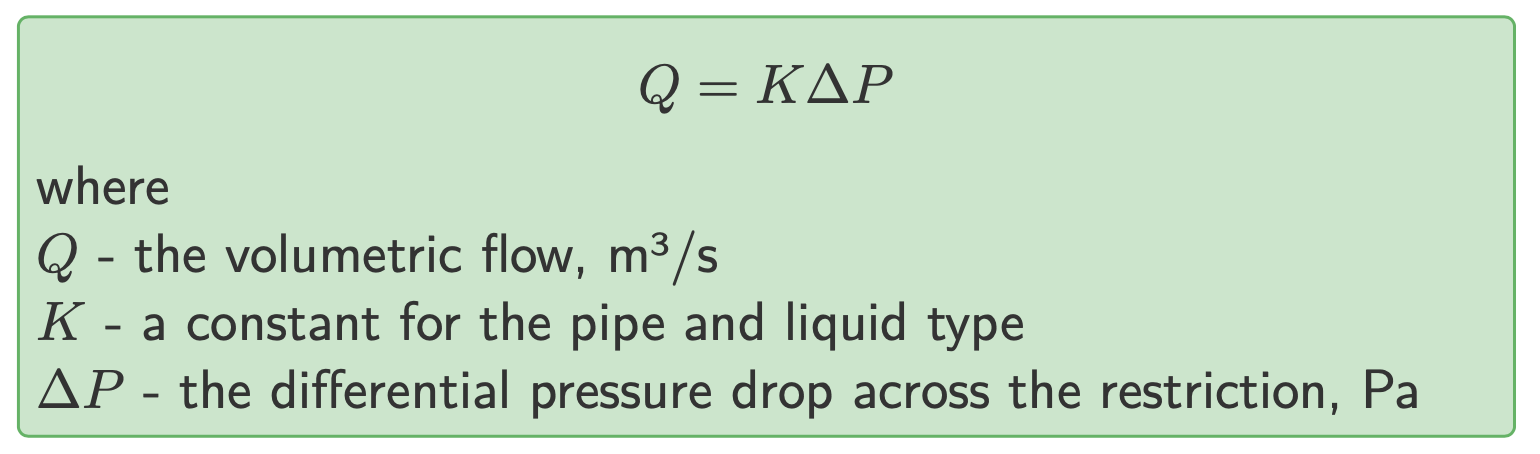 Q = KΔP
where
Q - the volumetric flow, m³/s
K - a constant for the pipe and liquid type
ΔP - the differential pressure drop across the restriction, Pa